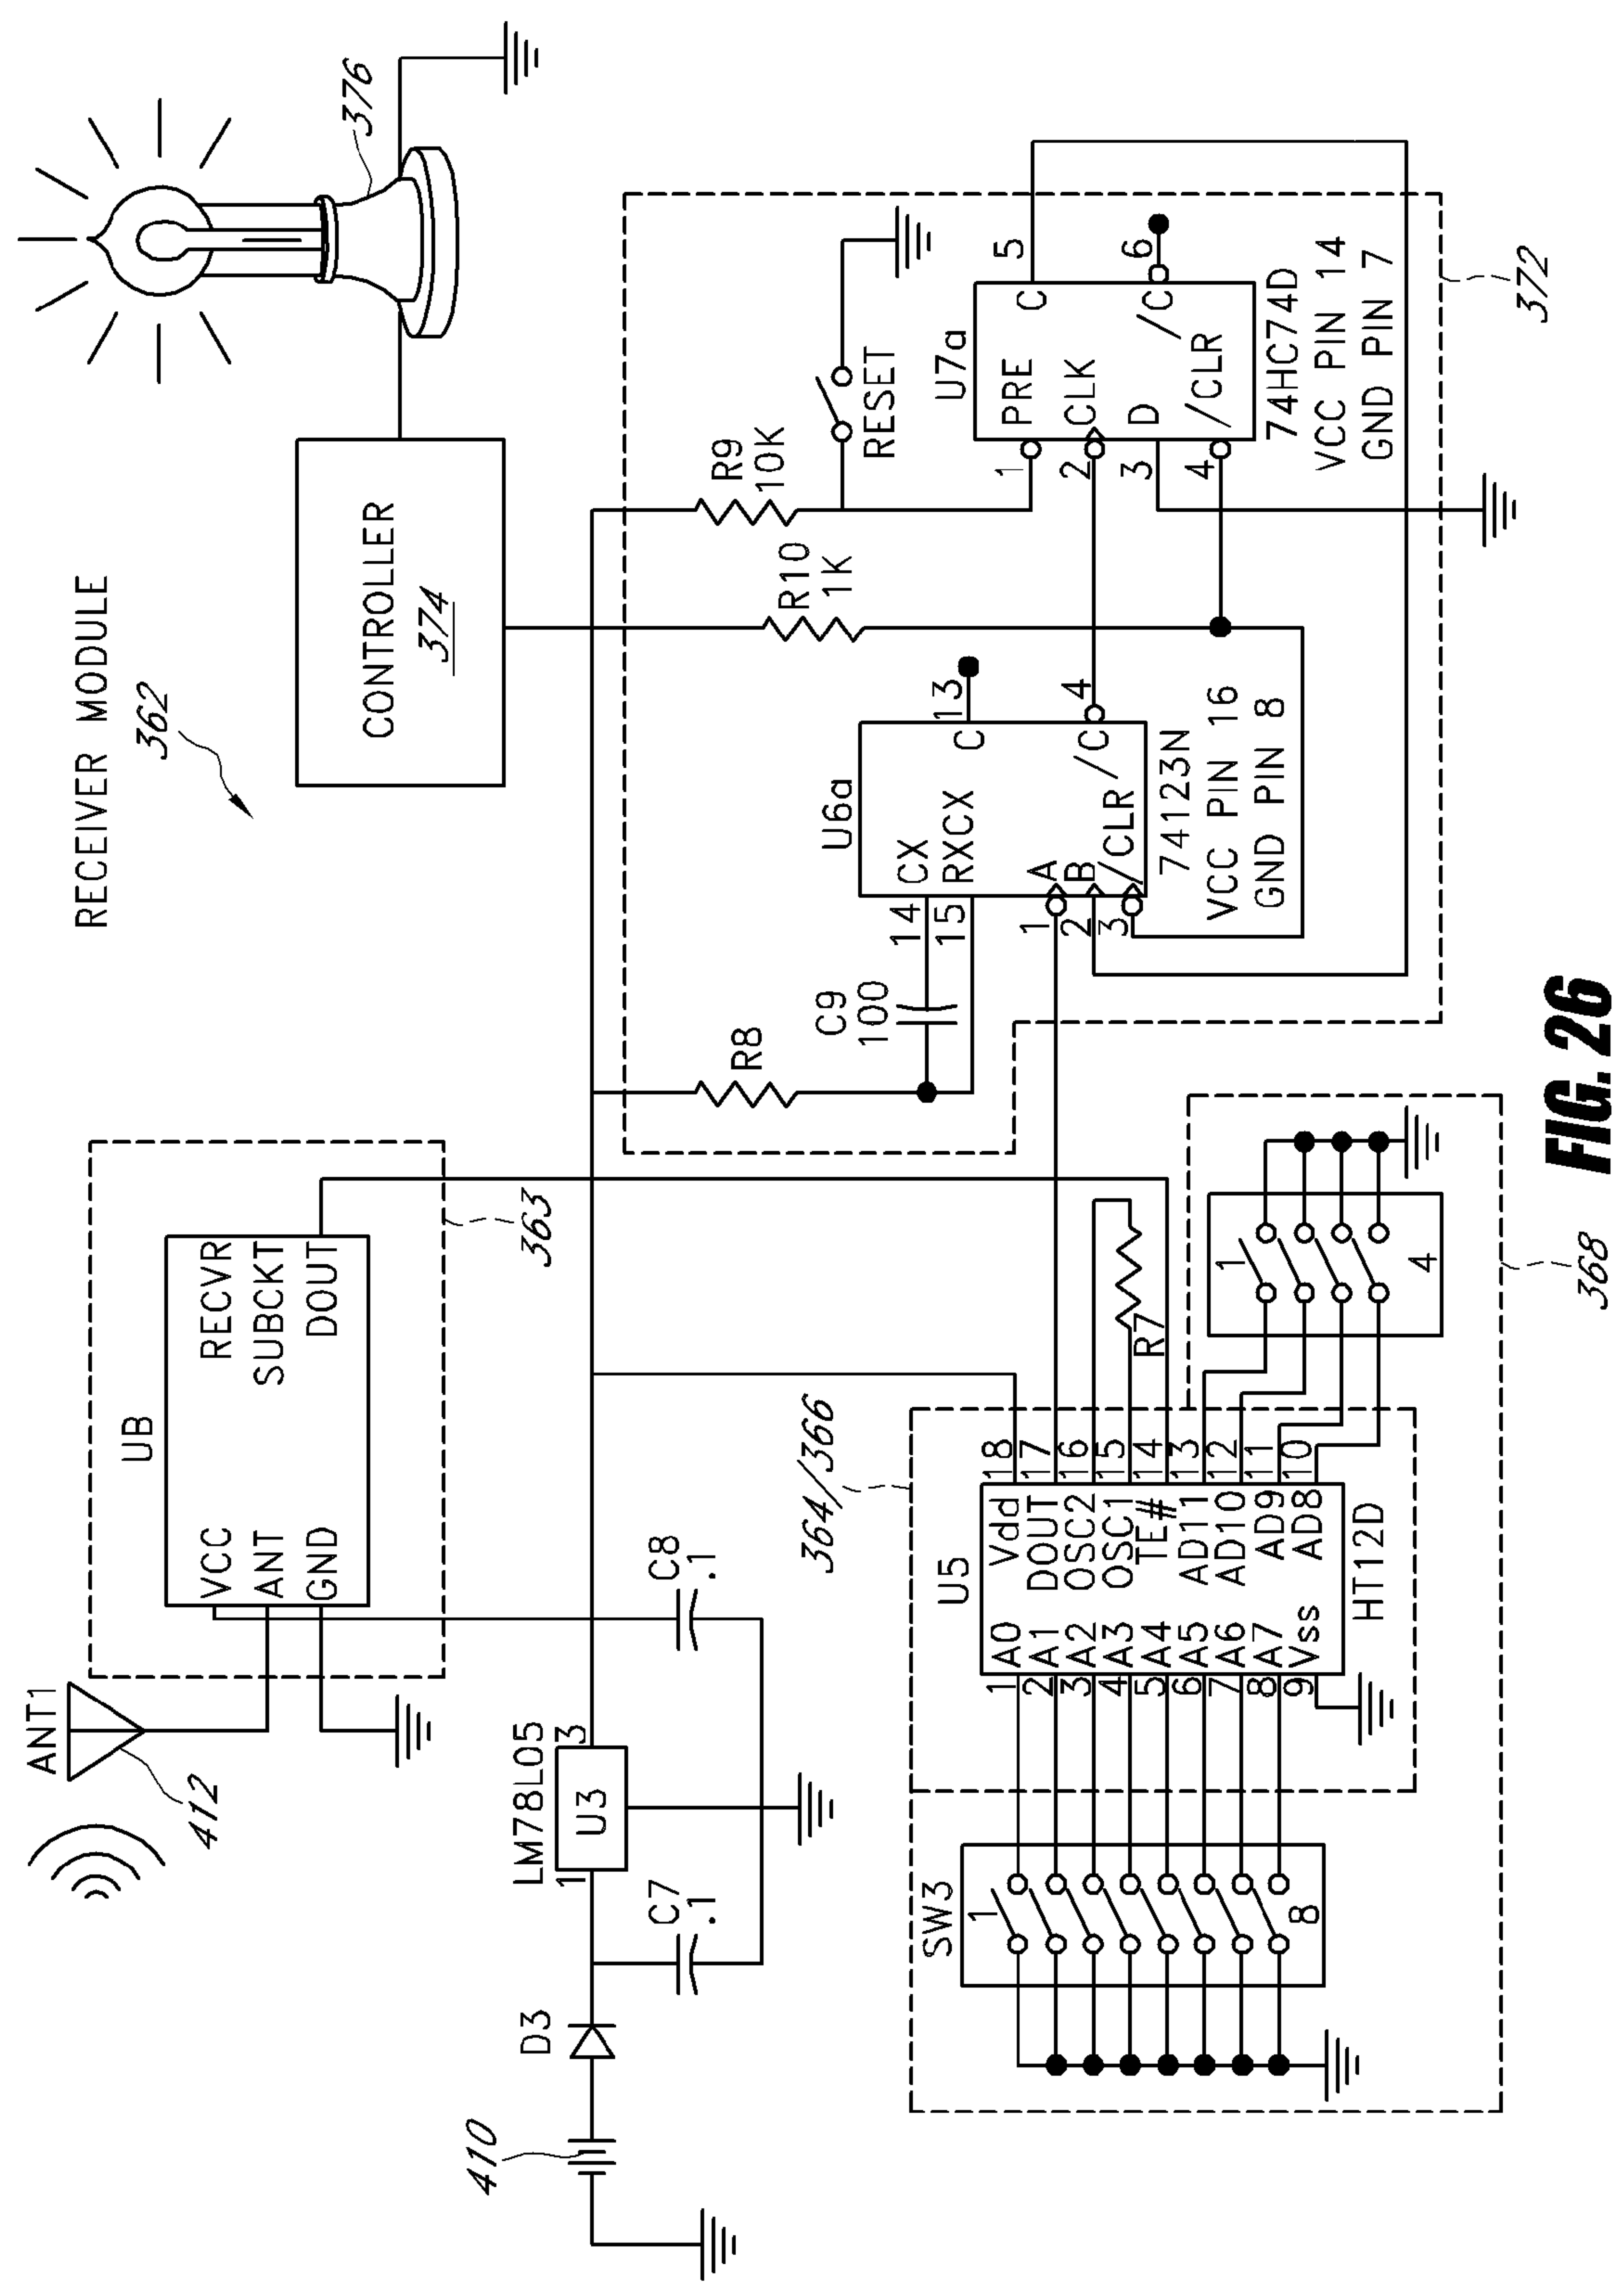 RECEIVER MODULE
362
ANT1
412
UB
VCC
ANT
GND
RECVR
SUBCKT
DOUT
363
CONTROLLER
374
376
410
D3
C7
.1
LM78L05
1
U3
3
C8
.1
R8
C9
100
14
15
1
2
3
U6a
CX
RXCX
A
B
/CLR
C
/C
13
4
74123N
VCC PIN 16
GND PIN 8
R10
1K
R9
10K
RESET
U7a
1
2
3
4
PRE
CLK
D
/CLR
C
/C
5
6
74HC74D
VCC PIN 14
GND PIN 7
372
SW3
1
8
364/366
U5
1 A0 Vdd 18
2 A1 DOUT 17
3 A2 OSC2 16
4 A3 OSC1 15
5 A4 TE# 14
6 A5 AD11 13
7 A6 AD10 12
8 A7 AD9 11
9 Vss AD8 10
HT12D
R7
1
4
368
FIG. 26